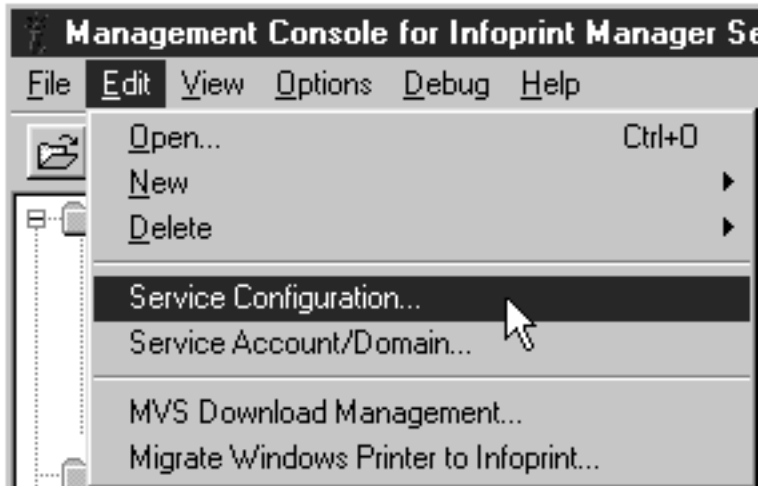 Management Console for Infoprint Manager
File Edit View Options Debug Help
Open... Ctrl+O
New
Delete
Service Configuration...
Service Account/Domain...
MVS Download Management...
Migrate Windows Printer to Infoprint...